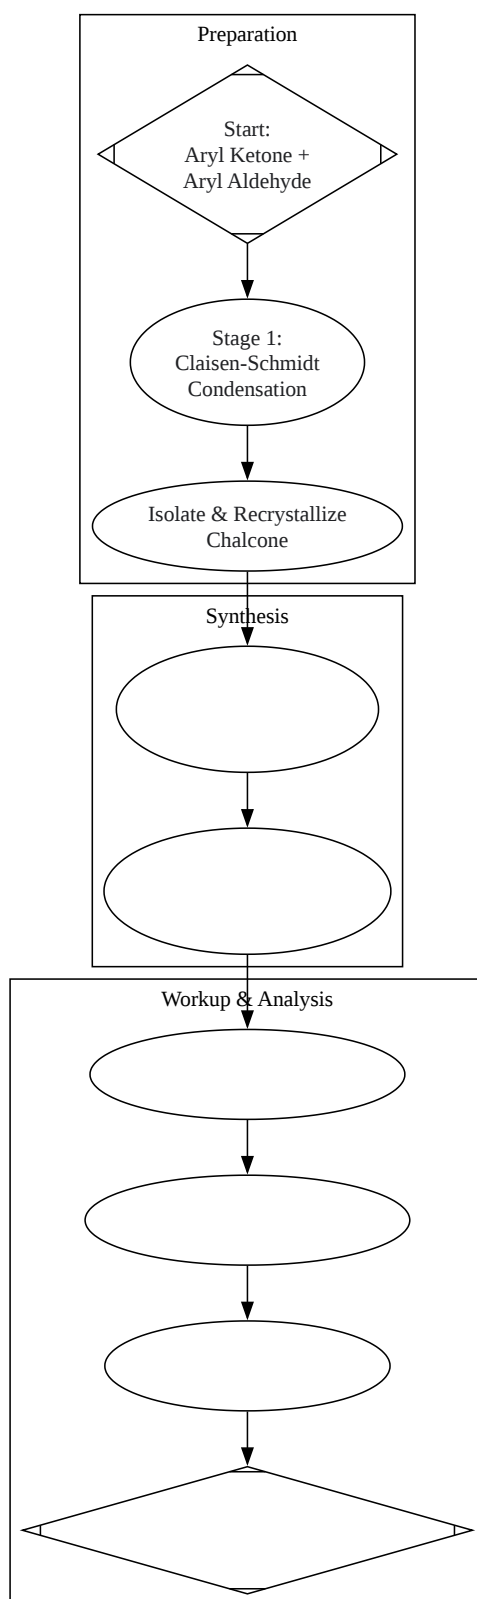 Preparation
Start:
Aryl Ketone +
Aryl Aldehyde
Stage 1:
Claisen-Schmidt
Condensation
Isolate & Recrystallize
Chalcone
Synthesis
Workup & Analysis